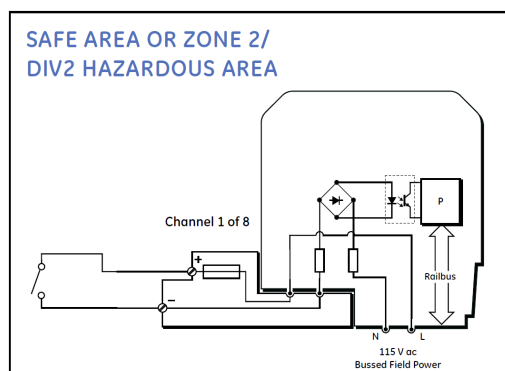 SAFE AREA OR ZONE 2/
DIV2 HAZARDOUS AREA
P
Channel 1 of 8
+
Railbus
–
N L
115 V ac
Bussed Field Power